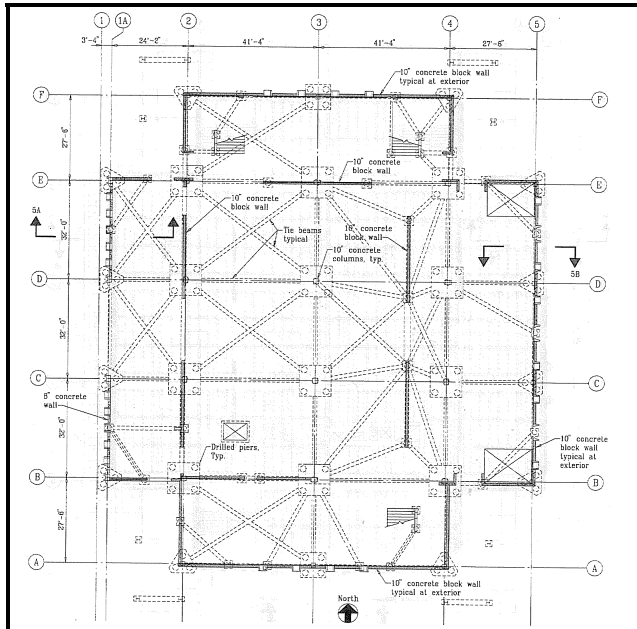 1
1A
2
3
4
5
3'-4"
24'-2"
41'-4"
41'-4"
27'-6"
10" concrete block wall
typical at exterior
F
F
27'-6"
10" concrete
block wall
E
E
5A
10" concrete
block wall
10" concrete
block wall
Tie beams
typical
10" concrete
columns, typ.
32'-0"
5B
D
D
32'-0"
C
C
8" concrete
wall
32'-0"
Drilled piers,
Typ.
10" concrete
block wall
typical at
exterior
B
B
27'-6"
A
A
10" concrete block wall
typical at exterior
North